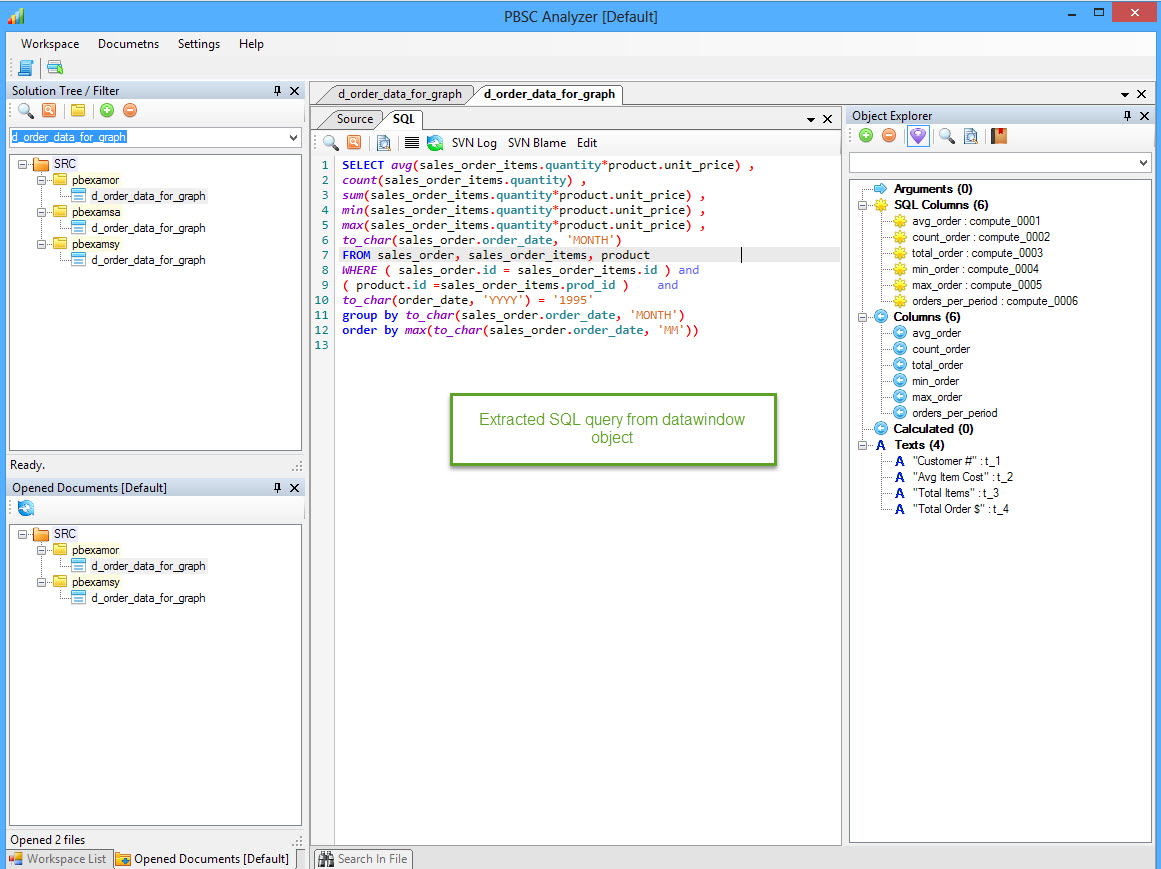 PBSC Analyzer [Default]
Workspace Documetns Settings Help
Solution Tree / Filter
d_order_data_for_graph
SRC
pbexamor
d_order_data_for_graph
pbexamsa
d_order_data_for_graph
pbexamsy
d_order_data_for_graph
Ready.
Opened Documents [Default]
SRC
pbexamor
d_order_data_for_graph
pbexamsy
d_order_data_for_graph
Opened 2 files
Workspace List Opened Documents [Default]
d_order_data_for_graph d_order_data_for_graph
Source SQL
SVN Log SVN Blame Edit
1 SELECT avg(sales_order_items.quantity*product.unit_price) ,
2 count(sales_order_items.quantity) ,
3 sum(sales_order_items.quantity*product.unit_price) ,
4 min(sales_order_items.quantity*product.unit_price) ,
5 max(sales_order_items.quantity*product.unit_price) ,
6 to_char(sales_order.order_date, 'MONTH')
7 FROM sales_order, sales_order_items, product
8 WHERE ( sales_order.id = sales_order_items.id ) and
9 ( product.id =sales_order_items.prod_id ) and
10 to_char(order_date, 'YYYY') = '1995'
11 group by to_char(sales_order.order_date, 'MONTH')
12 order by max(to_char(sales_order.order_date, 'MM'))
13
Extracted SQL query from datawindow
object
Search In File
Object Explorer
Arguments (0)
SQL Columns (6)
avg_order : compute_0001
count_order : compute_0002
total_order : compute_0003
min_order : compute_0004
max_order : compute_0005
orders_per_period : compute_0006
Columns (6)
avg_order
count_order
total_order
min_order
max_order
orders_per_period
Calculated (0)
A Texts (4)
A "Customer #" : t_1
A "Avg Item Cost" : t_2
A "Total Items" : t_3
A "Total Order $" : t_4